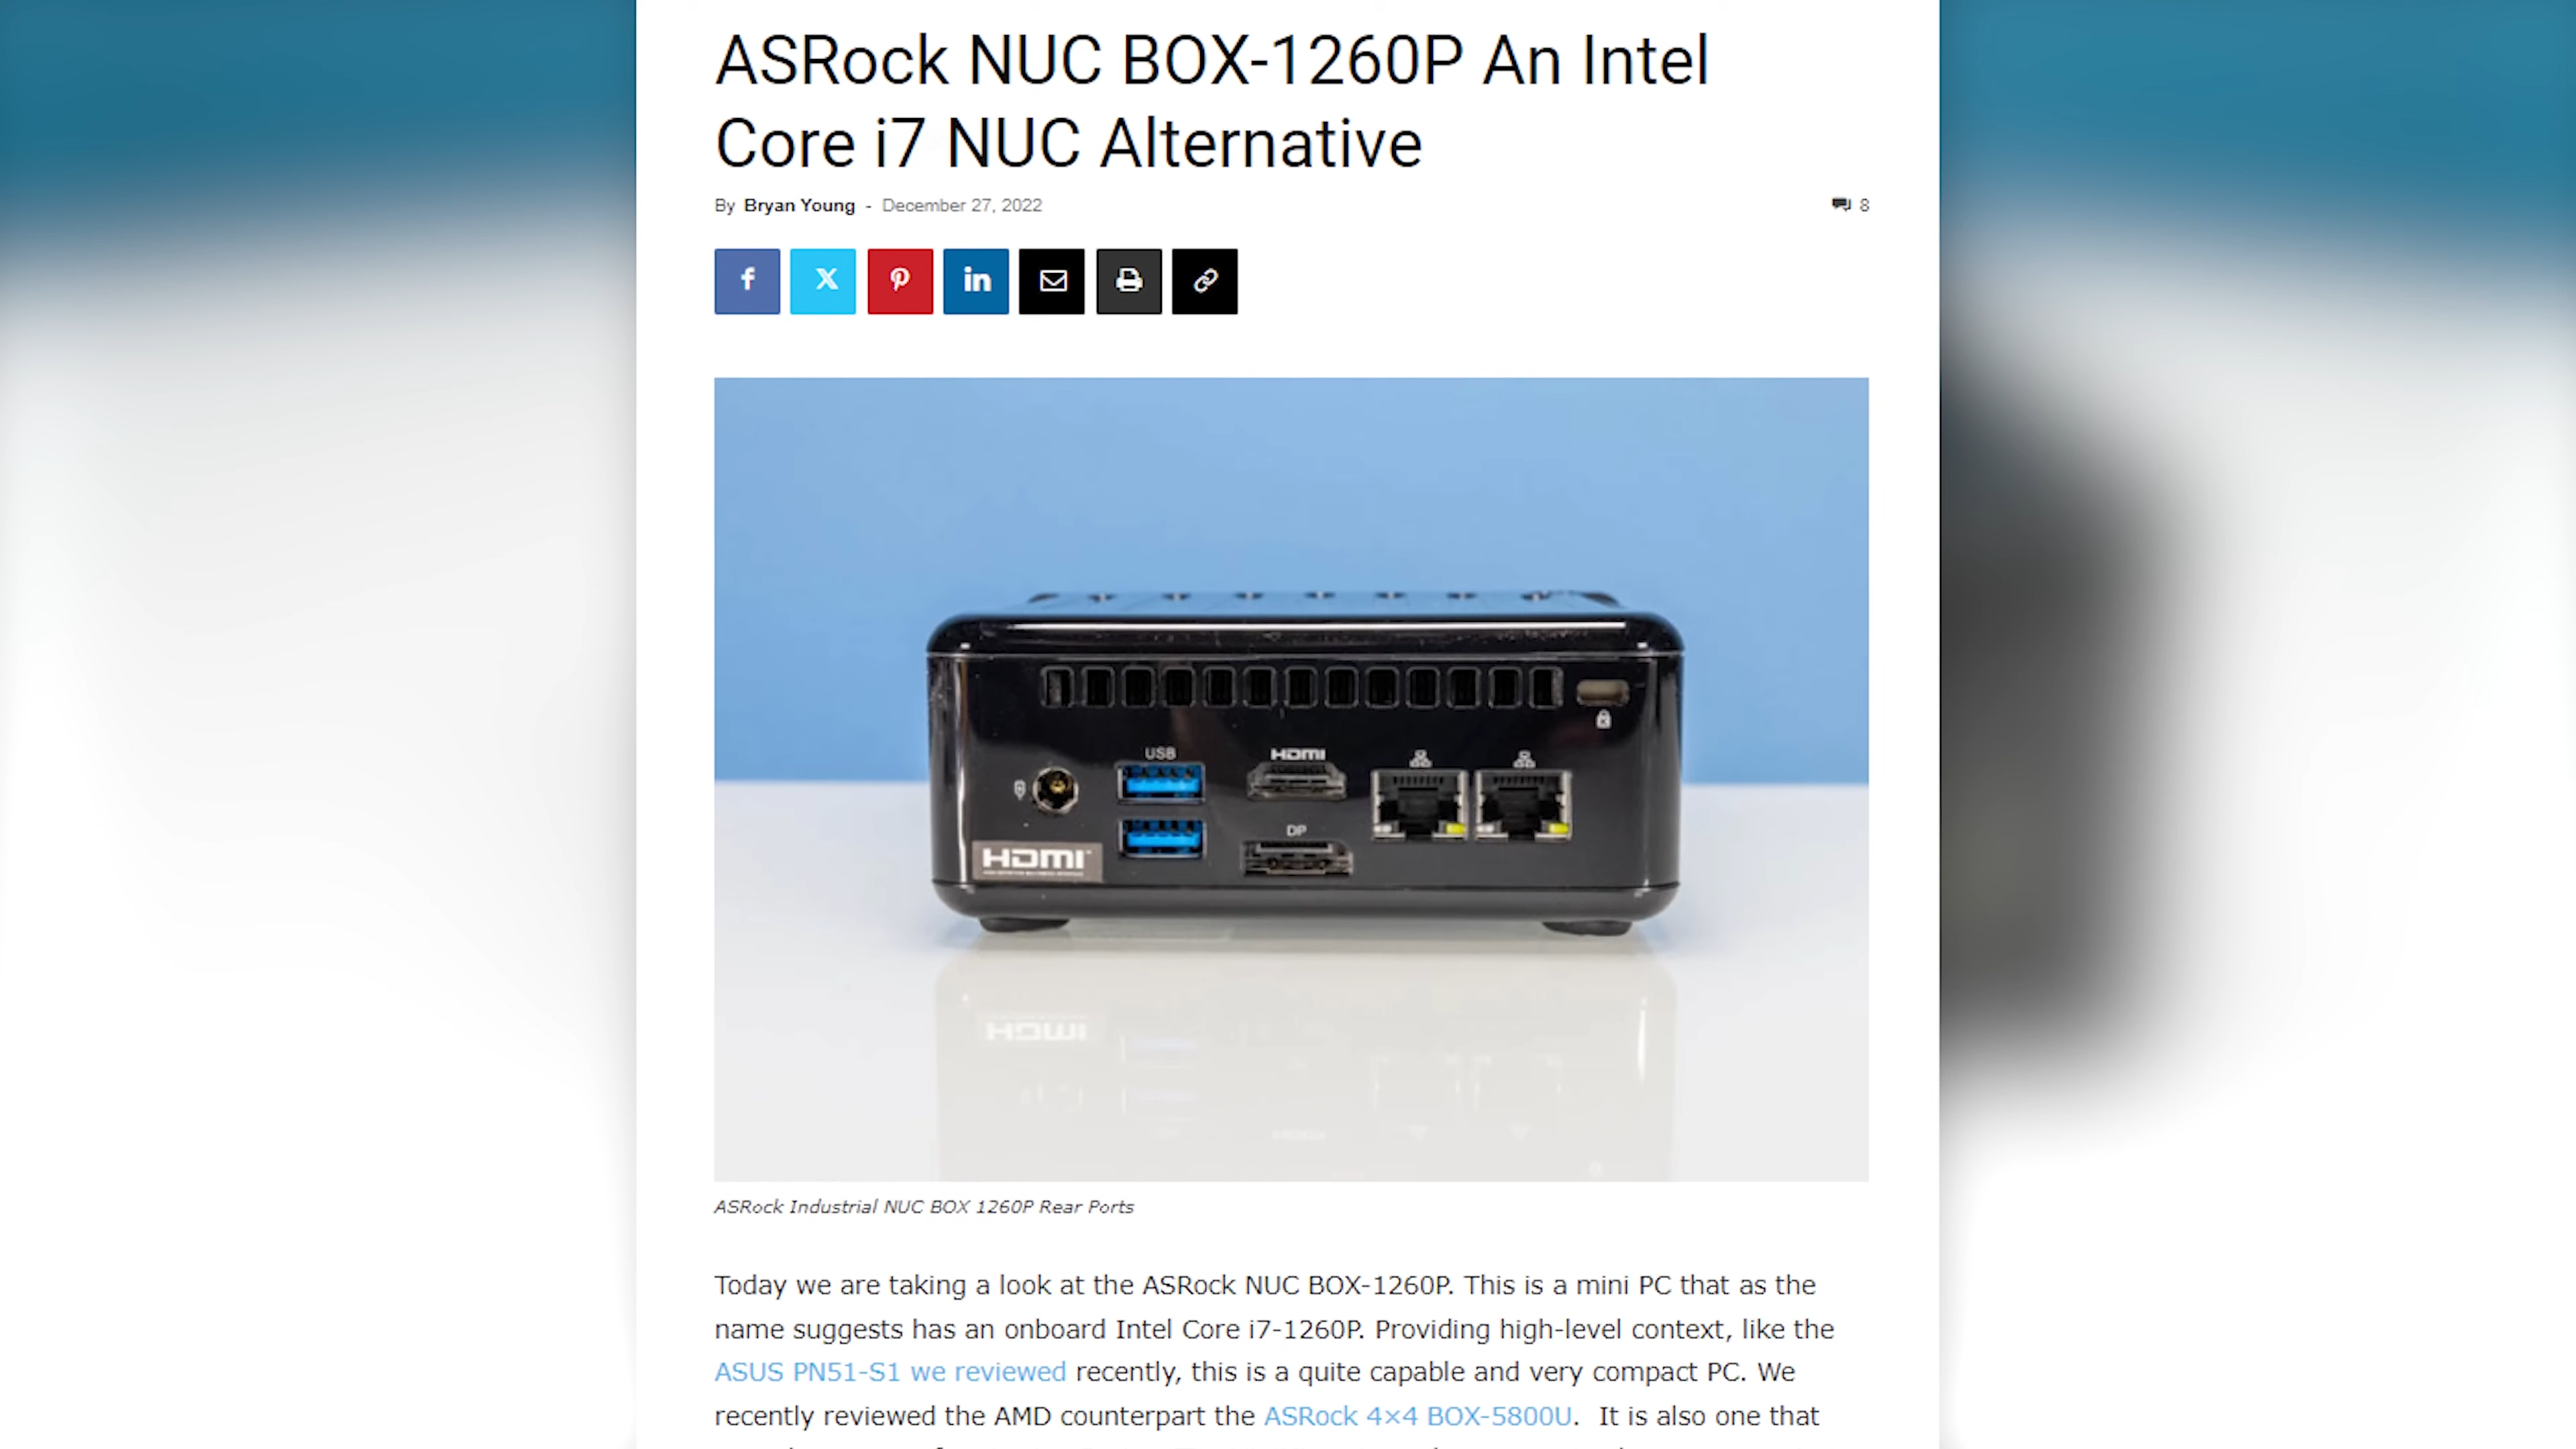 ASRock NUC BOX-1260P An Intel
Core i7 NUC Alternative
By Bryan Young - December 27, 2022
8
USB
HDMI
DP
HDMI
ASRock Industrial NUC BOX 1260P Rear Ports
Today we are taking a look at the ASRock NUC BOX-1260P. This is a mini PC that as the
name suggests has an onboard Intel Core i7-1260P. Providing high-level context, like the
ASUS PN51-S1 we reviewed recently, this is a quite capable and very compact PC. We
recently reviewed the AMD counterpart the ASRock 4×4 BOX-5800U. It is also one that